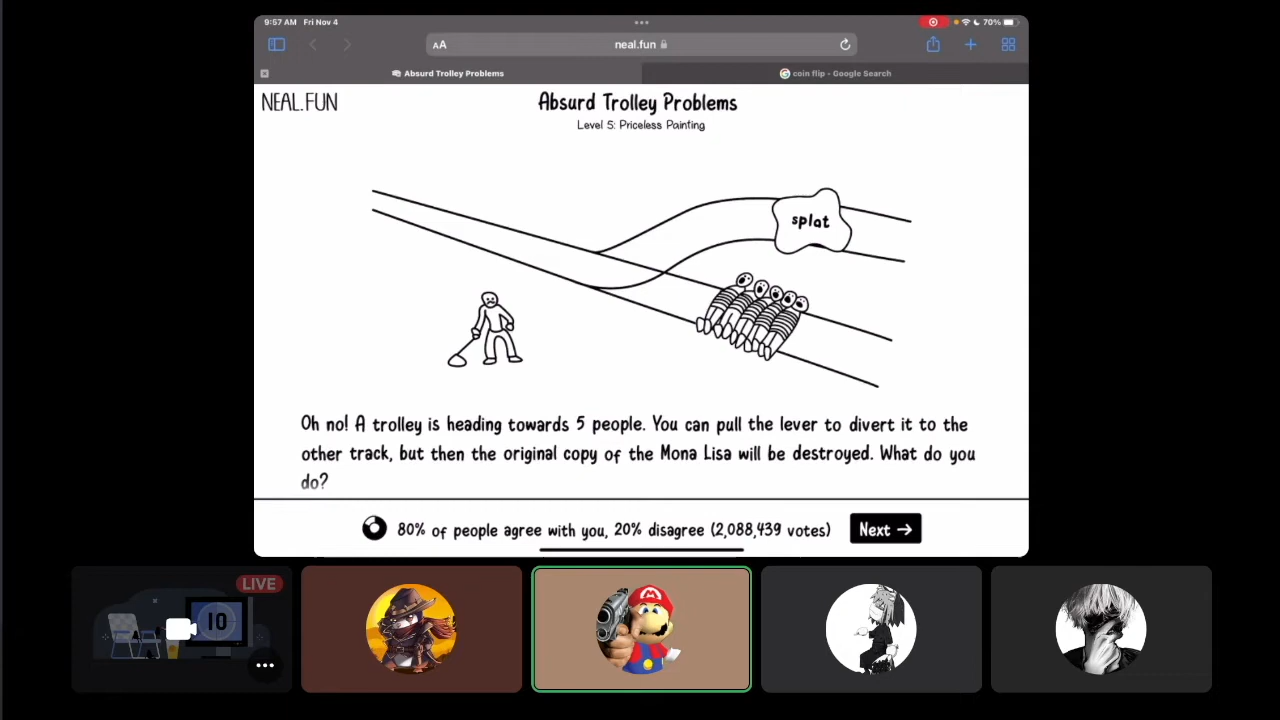 9:57 AM Fri Nov 4
70%
AA
neal.fun
Absurd Trolley Problems
coin flip - Google Search
NEAL.FUN
Absurd Trolley Problems
Level 5: Priceless Painting
splat
Oh no! A trolley is heading towards 5 people. You can pull the lever to divert it to the
other track, but then the original copy of the Mona Lisa will be destroyed. What do you
do?
80% of people agree with you, 20% disagree (2,088,439 votes)
Next →
LIVE
10
M